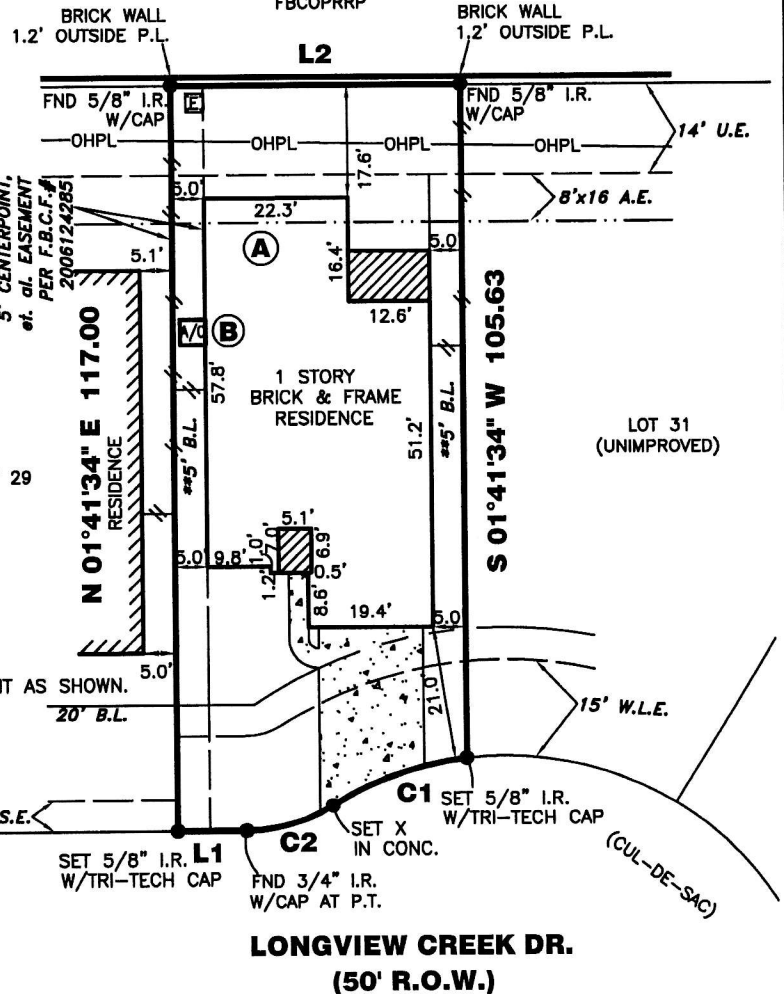 FBCOPRRP
BRICK WALL
1.2' OUTSIDE P.L.
BRICK WALL
1.2' OUTSIDE P.L.
L2
FND 5/8" I.R.
W/CAP
E
FND 5/8" I.R.
W/CAP
OHPL
OHPL
OHPL
OHPL
14' U.E.
17.6'
8'x16 A.E.
5' CENTERPOINT,
et. al. EASEMENT
PER F.B.C.F.#
2006124285
5.0'
22.3'
A
16.4'
5.0
5.1'
12.6'
A/C
B
57.8'
1 STORY
BRICK & FRAME
RESIDENCE
51.2'
N 01°41'34" E 117.00
RESIDENCE
**5' B.L.
**5' B.L.
S 01°41'34" W 105.63
LOT 31
(UNIMPROVED)
29
5.1'
7.0'
6.9'
5.0'
9.8'
1.0'
1.2'
0.5'
8.6'
19.4'
5.0
5.0'
IT AS SHOWN.
20' B.L.
21.0'
15' W.L.E.
S.E.
L1
C2
C1
SET 5/8" I.R.
W/TRI-TECH CAP
SET X
IN CONC.
SET 5/8" I.R.
W/TRI-TECH CAP
FND 3/4" I.R.
W/CAP AT P.T.
(CUL-DE-SAC)
LONGVIEW CREEK DR.
(50' R.O.W.)